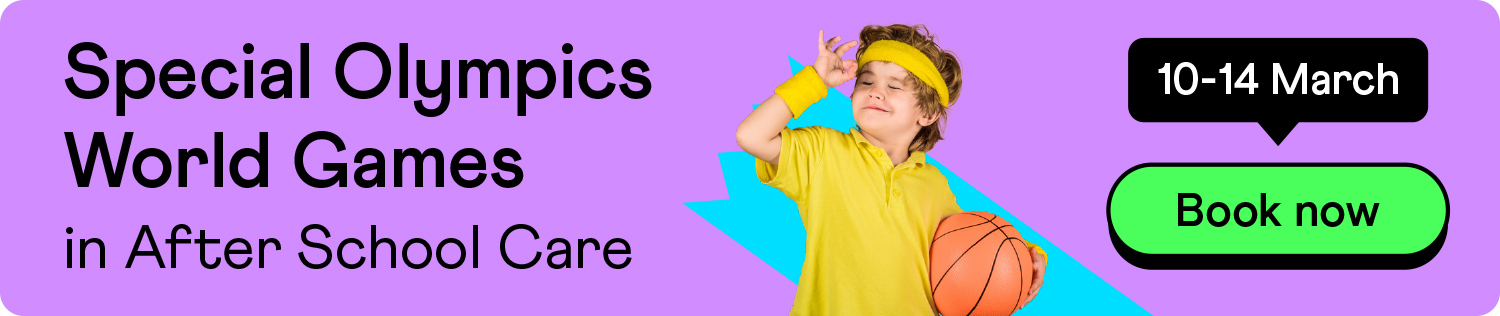 Special Olympics
World Games
in After School Care
10-14 March
Book now